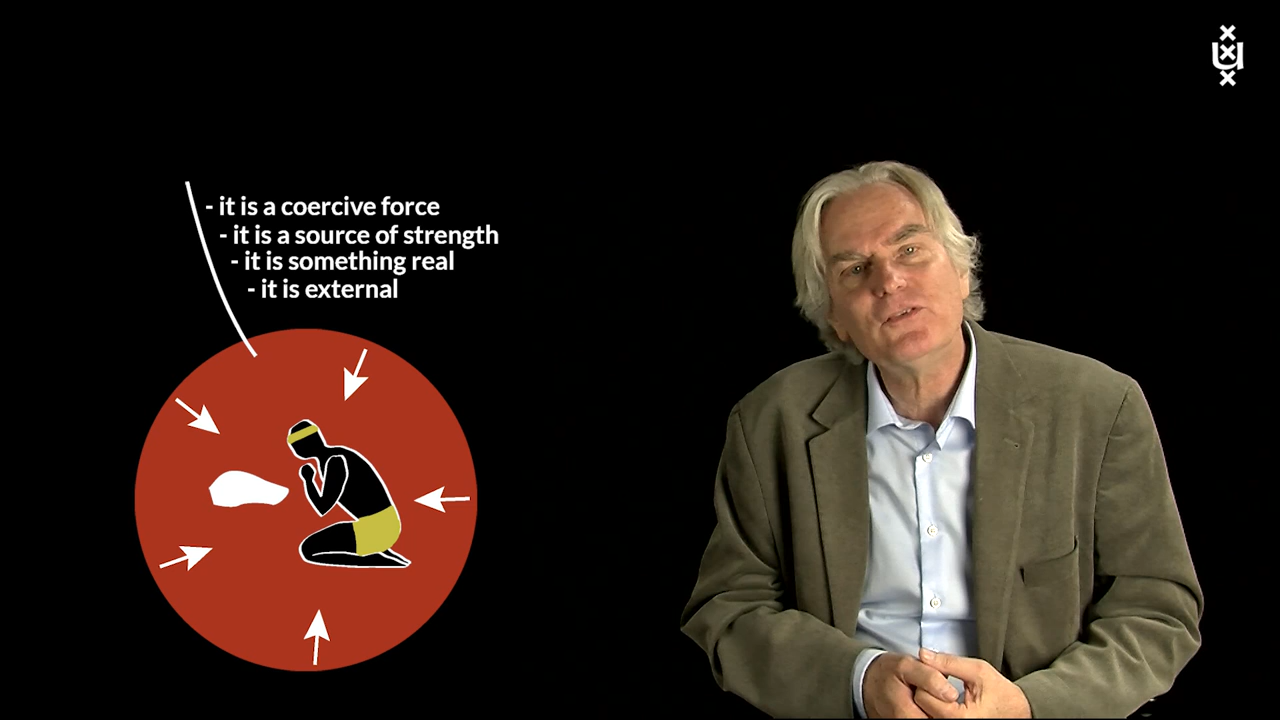 - it is a coercive force
- it is a source of strength
- it is something real
- it is external